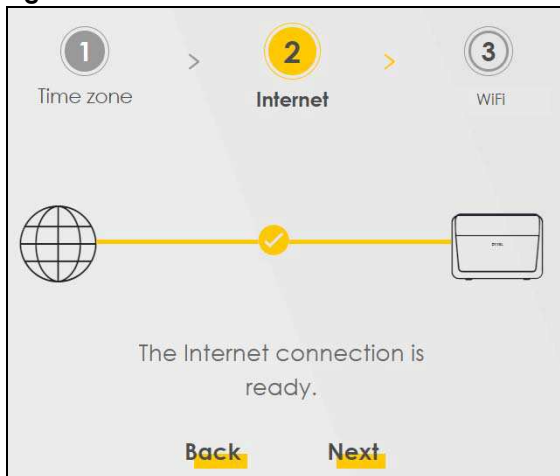 1 > 2 > 3
Time zone Internet WiFi
The Internet connection is
ready.
Back Next